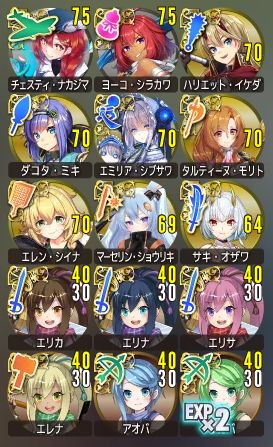 75
75
70
チェスティ・ナカジマ
ヨーコ・シラカワ
ハリエット・イケダ
70
70
70
ダコタ・ミキ
エミリア・シブサワ
タルティーヌ・モリト
70
69
64
エレン・シイナ
マーセリン・ショウリキ
サキ・オザワ
40
30
40
30
40
30
エリカ
エリナ
エリサ
40
30
40
30
40
30
EXP
×2
エレナ
アオバ